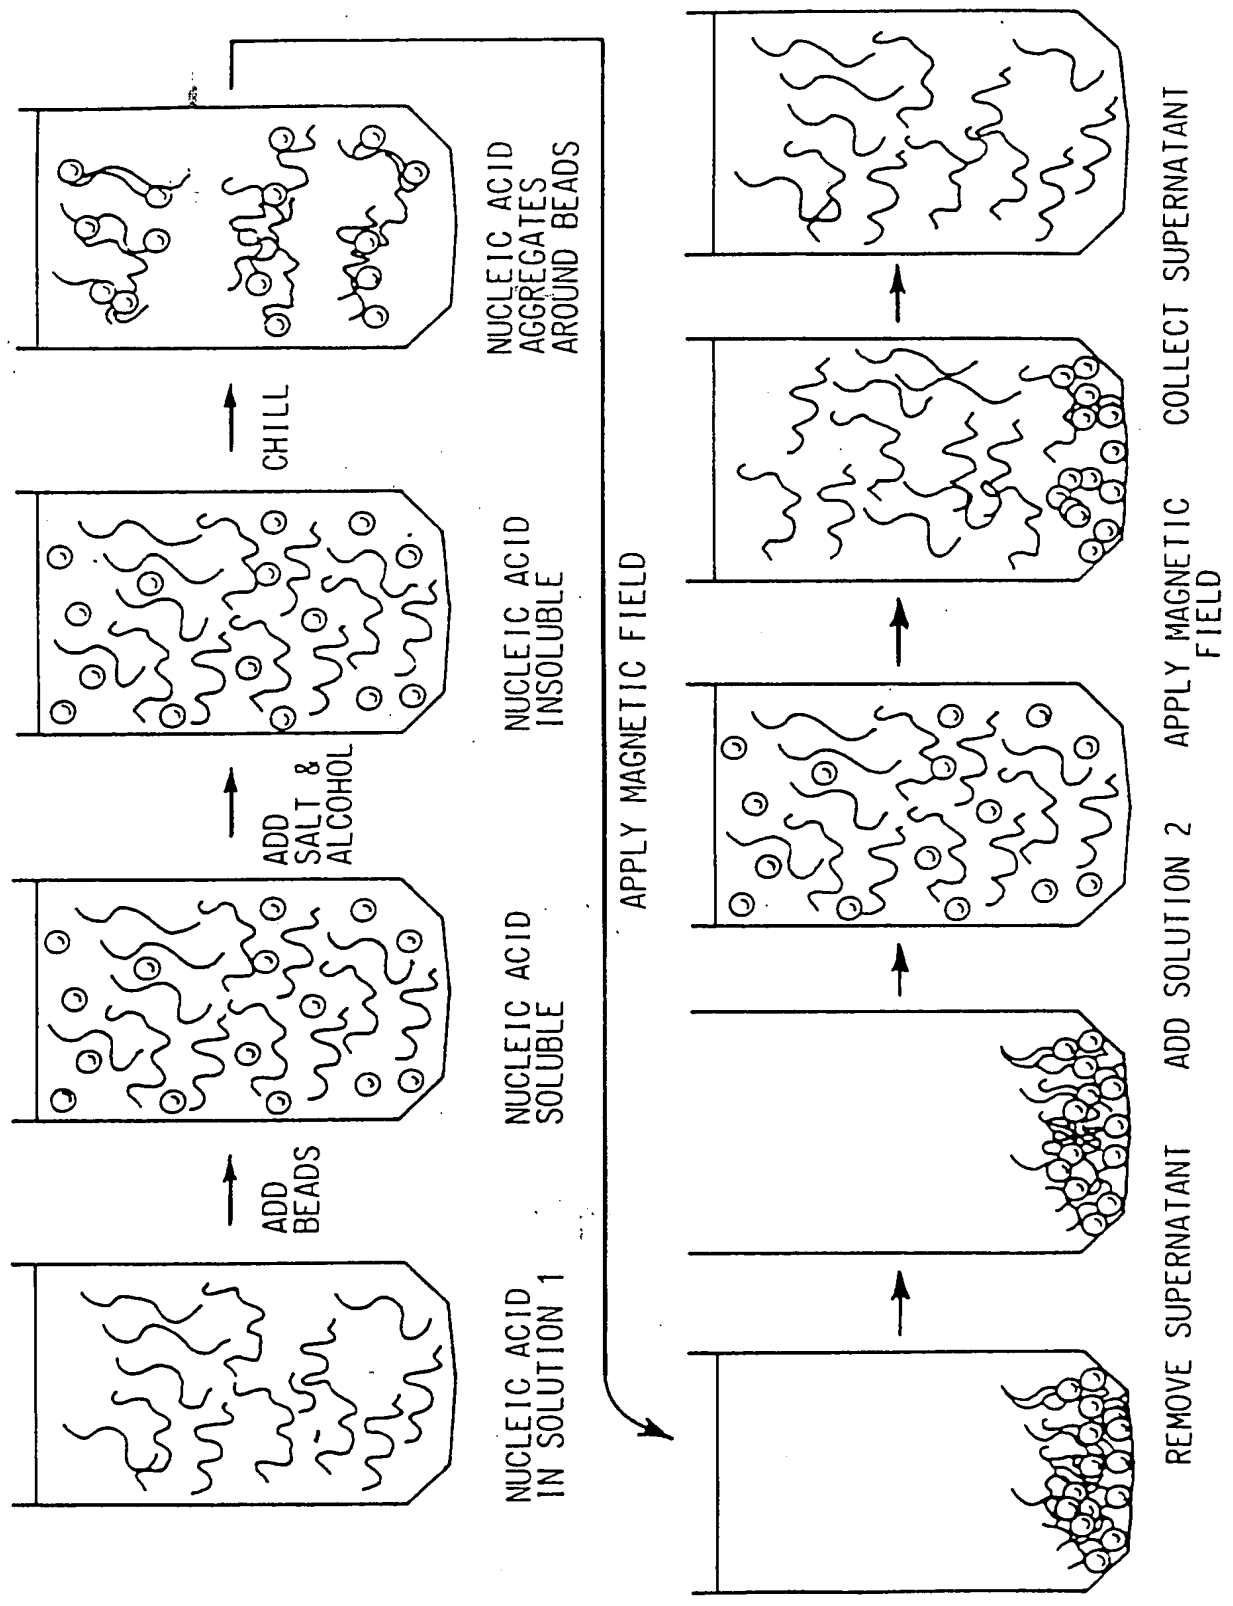 NUCLEIC ACID
IN SOLUTION 1
ADD
BEADS
NUCLEIC ACID
SOLUBLE
ADD
SALT &
ALCOHOL
NUCLEIC ACID
INSOLUBLE
CHILL
NUCLEIC ACID
AGGREGATES
AROUND BEADS
APPLY MAGNETIC FIELD
REMOVE SUPERNATANT
ADD SOLUTION 2
APPLY MAGNETIC
FIELD
COLLECT SUPERNATANT